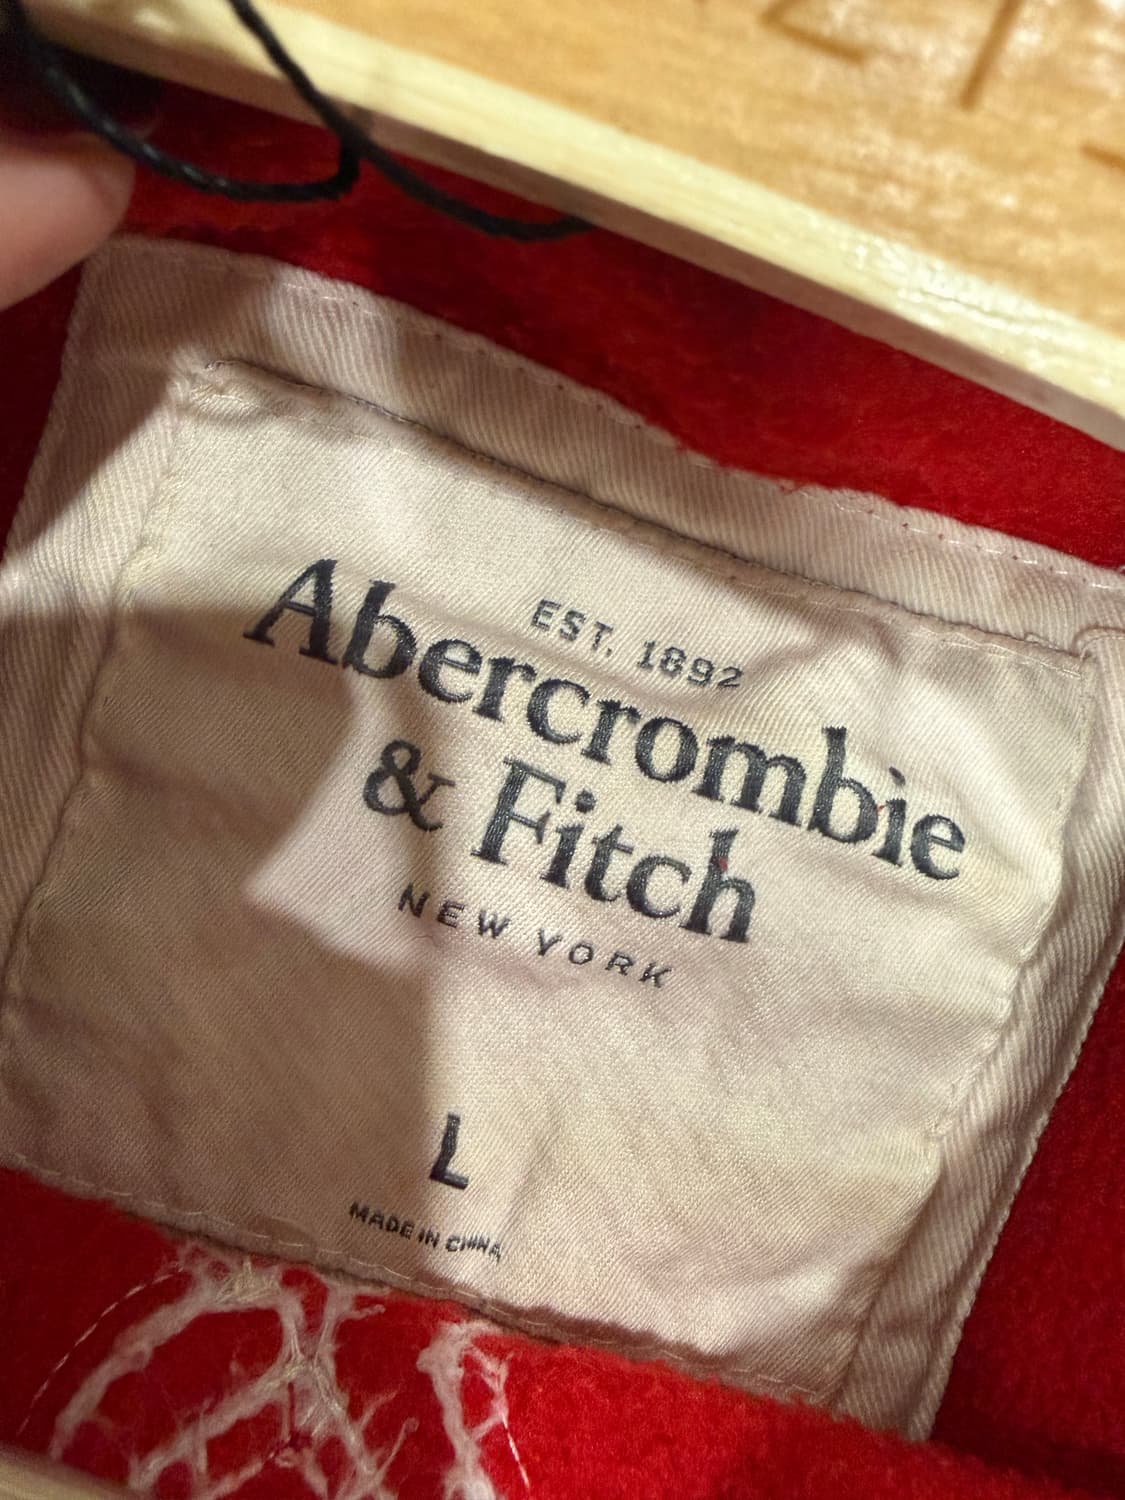 EST. 1892
Abercrombie
& Fitch
NEW YORK
L
MADE IN CHINA